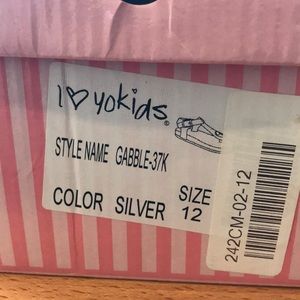 I♡yokids®
STYLE NAME GABBLE-37K
COLOR SILVER SIZE 12
242CM-02-12